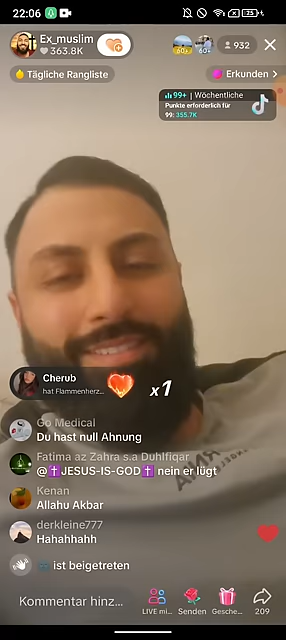 22:06
Ex_muslim
363.8K
60+
60+
932
Tägliche Rangliste
Erkunden
99+ | Wöchentliche
Punkte erforderlich für
99: 355.7K
Cherub
hat Flammenherz...
x1
Go Medical
Du hast null Ahnung
Fatima az Zahra s.a Duhlfiqar
@✝️JESUS-IS-GOD✝️ nein er lügt
Kenan
Allahu Akbar
derkleine777
Hahahhahh
ist beigetreten
Kommentar hinz...
LIVE mi...
Senden
Gesche...
209